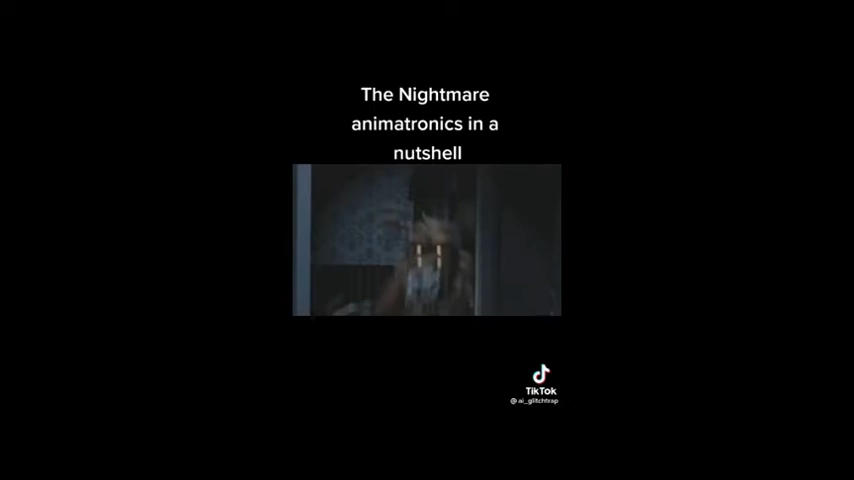 The Nightmare
animatronics in a
nutshell
TikTok
@ai_glitchtrap